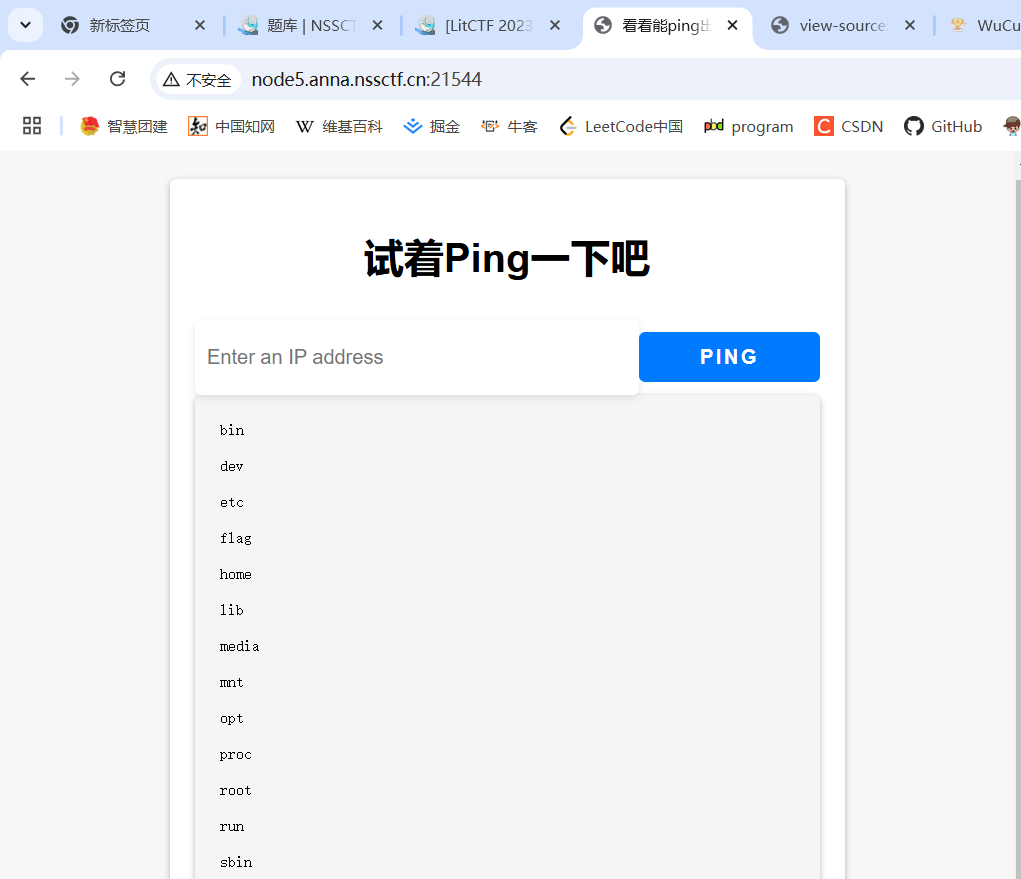 新标签页
题库 | NSSCT
[LitCTF 2023
看看能ping出
view-source:
WuCu
不安全 node5.anna.nssctf.cn:21544
智慧团建 中国知网 W 维基百科 掘金 牛客 LeetCode中国 pbd program C CSDN GitHub
试着Ping一下吧
Enter an IP address
PING
bin
dev
etc
flag
home
lib
media
mnt
opt
proc
root
run
sbin